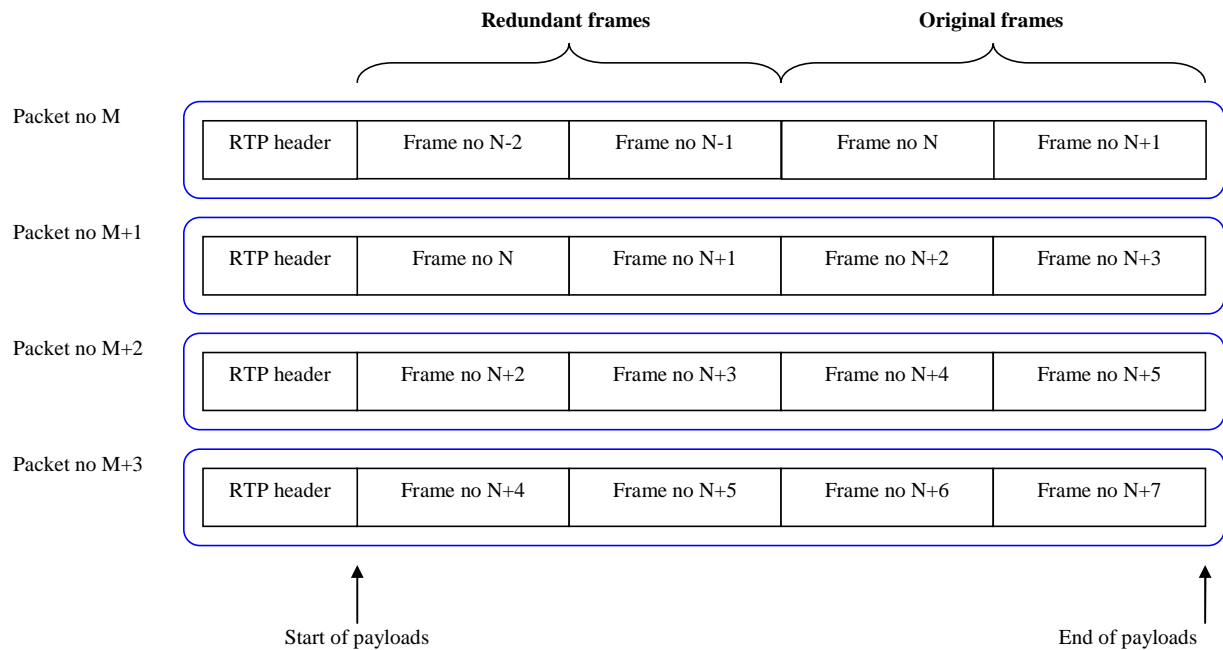 Redundant frames Original frames
Packet no M
RTP header Frame no N-2 Frame no N-1 Frame no N Frame no N+1
Packet no M+1
RTP header Frame no N Frame no N+1 Frame no N+2 Frame no N+3
Packet no M+2
RTP header Frame no N+2 Frame no N+3 Frame no N+4 Frame no N+5
Packet no M+3
RTP header Frame no N+4 Frame no N+5 Frame no N+6 Frame no N+7
Start of payloads End of payloads